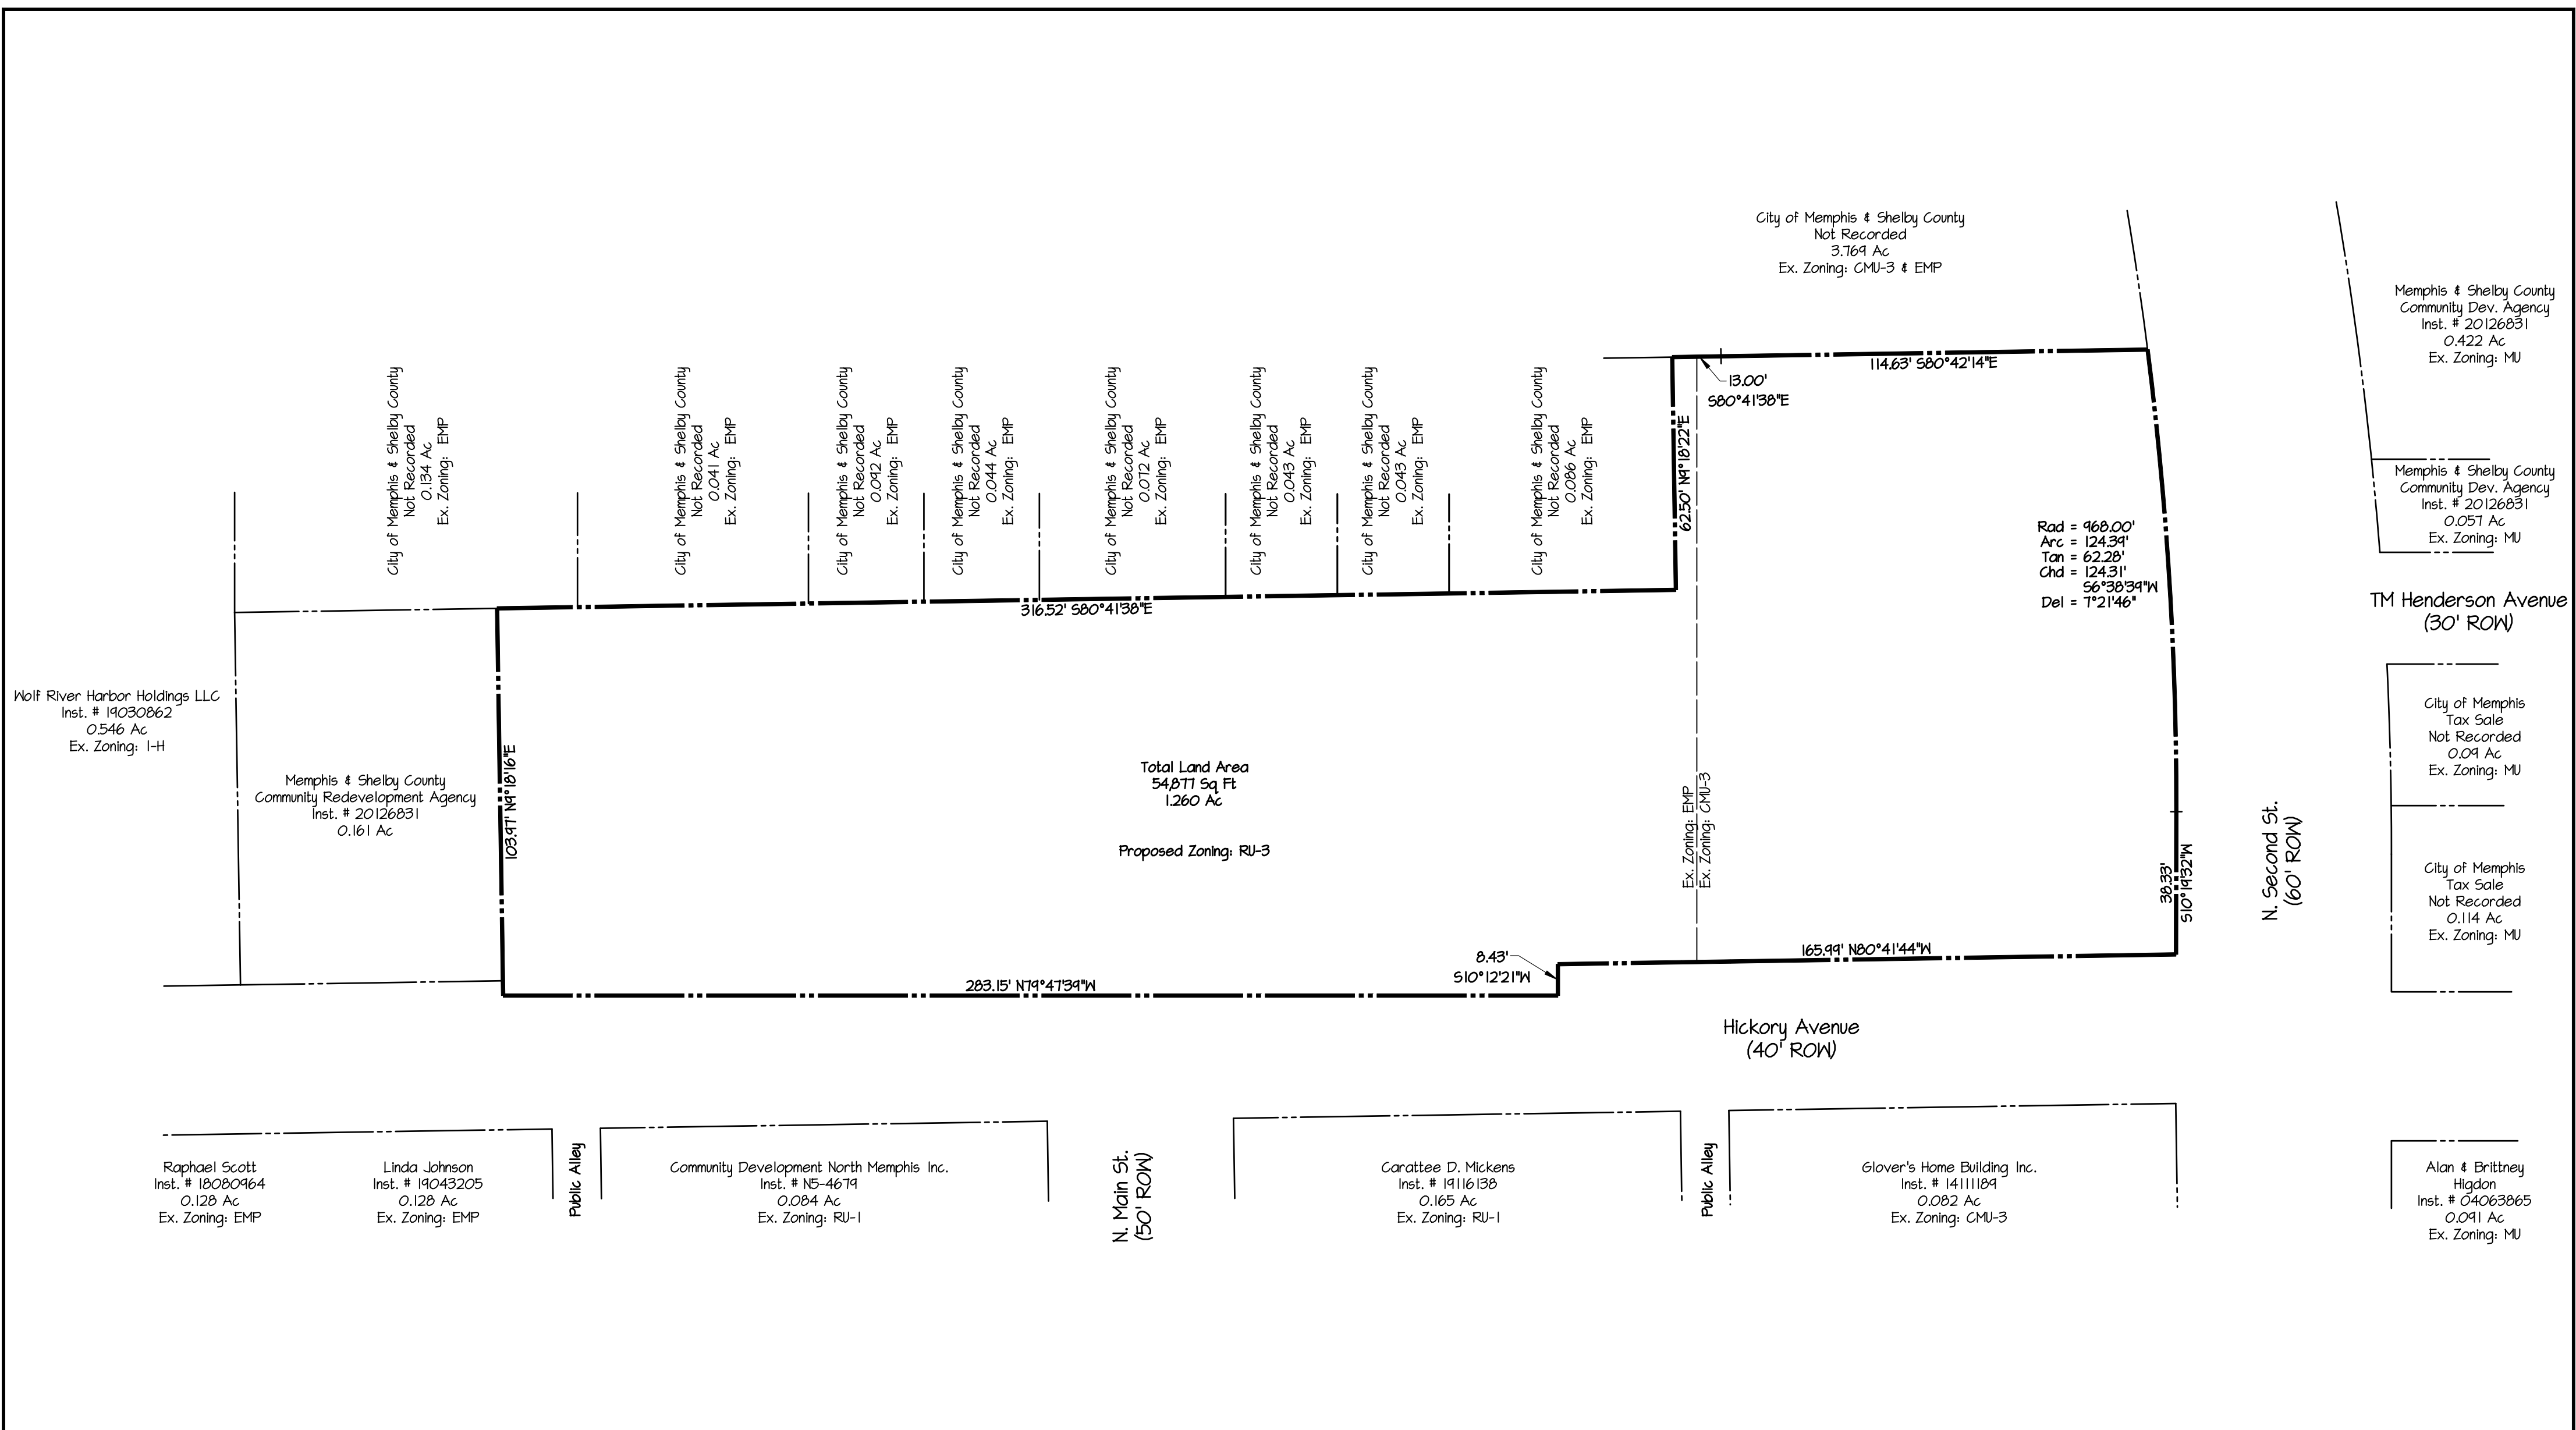 City of Memphis & Shelby County
Not Recorded
3.769 Ac
Ex. Zoning: CMU-3 & EMP
Memphis & Shelby County
Community Dev. Agency
Inst. # 20126831
0.422 Ac
Ex. Zoning: MU
City of Memphis & Shelby County
Not Recorded
0.134 Ac
Ex. Zoning: EMP
City of Memphis & Shelby County
Not Recorded
0.041 Ac
Ex. Zoning: EMP
City of Memphis & Shelby County
Not Recorded
0.092 Ac
Ex. Zoning: EMP
City of Memphis & Shelby County
Not Recorded
0.044 Ac
Ex. Zoning: EMP
City of Memphis & Shelby County
Not Recorded
0.072 Ac
Ex. Zoning: EMP
City of Memphis & Shelby County
Not Recorded
0.043 Ac
Ex. Zoning: EMP
City of Memphis & Shelby County
Not Recorded
0.043 Ac
Ex. Zoning: EMP
City of Memphis & Shelby County
Not Recorded
0.086 Ac
Ex. Zoning: EMP
114.63' S80°42'14"E
13.00'
S80°41'38"E
62.50' N9°18'22"E
Memphis & Shelby County
Community Dev. Agency
Inst. # 20126831
0.057 Ac
Ex. Zoning: MU
Rad = 968.00'
Arc = 124.39'
Tan = 62.28'
Chd = 124.31'
S6°38'39"W
Del = 7°21'46"
316.52' S80°41'38"E
TM Henderson Avenue
(30' ROW)
Wolf River Harbor Holdings LLC
Inst. # 19030862
0.546 Ac
Ex. Zoning: I-H
Memphis & Shelby County
Community Redevelopment Agency
Inst. # 20126831
0.161 Ac
103.97' N9°18'16"E
Total Land Area
54,877 Sq Ft
1.260 Ac
Proposed Zoning: RU-3
Ex. Zoning: EMP
Ex. Zoning: CMU-3
City of Memphis
Tax Sale
Not Recorded
0.09 Ac
Ex. Zoning: MU
38.33'
S10°19'32"W
N. Second St.
(60' ROW)
City of Memphis
Tax Sale
Not Recorded
0.114 Ac
Ex. Zoning: MU
165.99' N80°41'44"W
8.43'
S10°12'21"W
283.15' N79°47'39"W
Hickory Avenue
(40' ROW)
Raphael Scott
Inst. # 18080964
0.128 Ac
Ex. Zoning: EMP
Linda Johnson
Inst. # 19043205
0.128 Ac
Ex. Zoning: EMP
Public Alley
Community Development North Memphis Inc.
Inst. # N5-4679
0.084 Ac
Ex. Zoning: RU-1
N. Main St.
(50' ROW)
Carattee D. Mickens
Inst. # 19116138
0.165 Ac
Ex. Zoning: RU-1
Public Alley
Glover's Home Building Inc.
Inst. # 14111189
0.082 Ac
Ex. Zoning: CMU-3
Alan & Brittney
Higdon
Inst. # 04063865
0.091 Ac
Ex. Zoning: MU